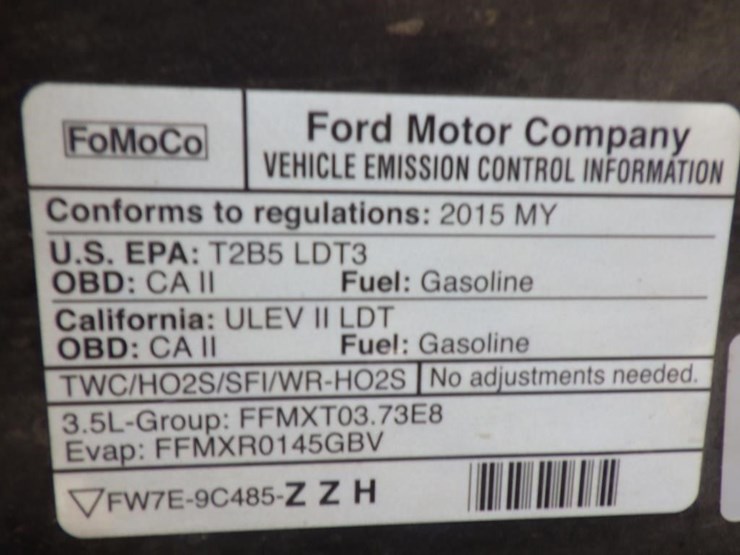 FoMoCo
Ford Motor Company
VEHICLE EMISSION CONTROL INFORMATION
Conforms to regulations: 2015 MY
U.S. EPA: T2B5 LDT3
OBD: CA II Fuel: Gasoline
California: ULEV II LDT
OBD: CA II Fuel: Gasoline
TWC/HO2S/SFI/WR-HO2S No adjustments needed.
3.5L-Group: FFMXT03.73E8
Evap: FFMXR0145GBV
FW7E-9C485-Z Z H